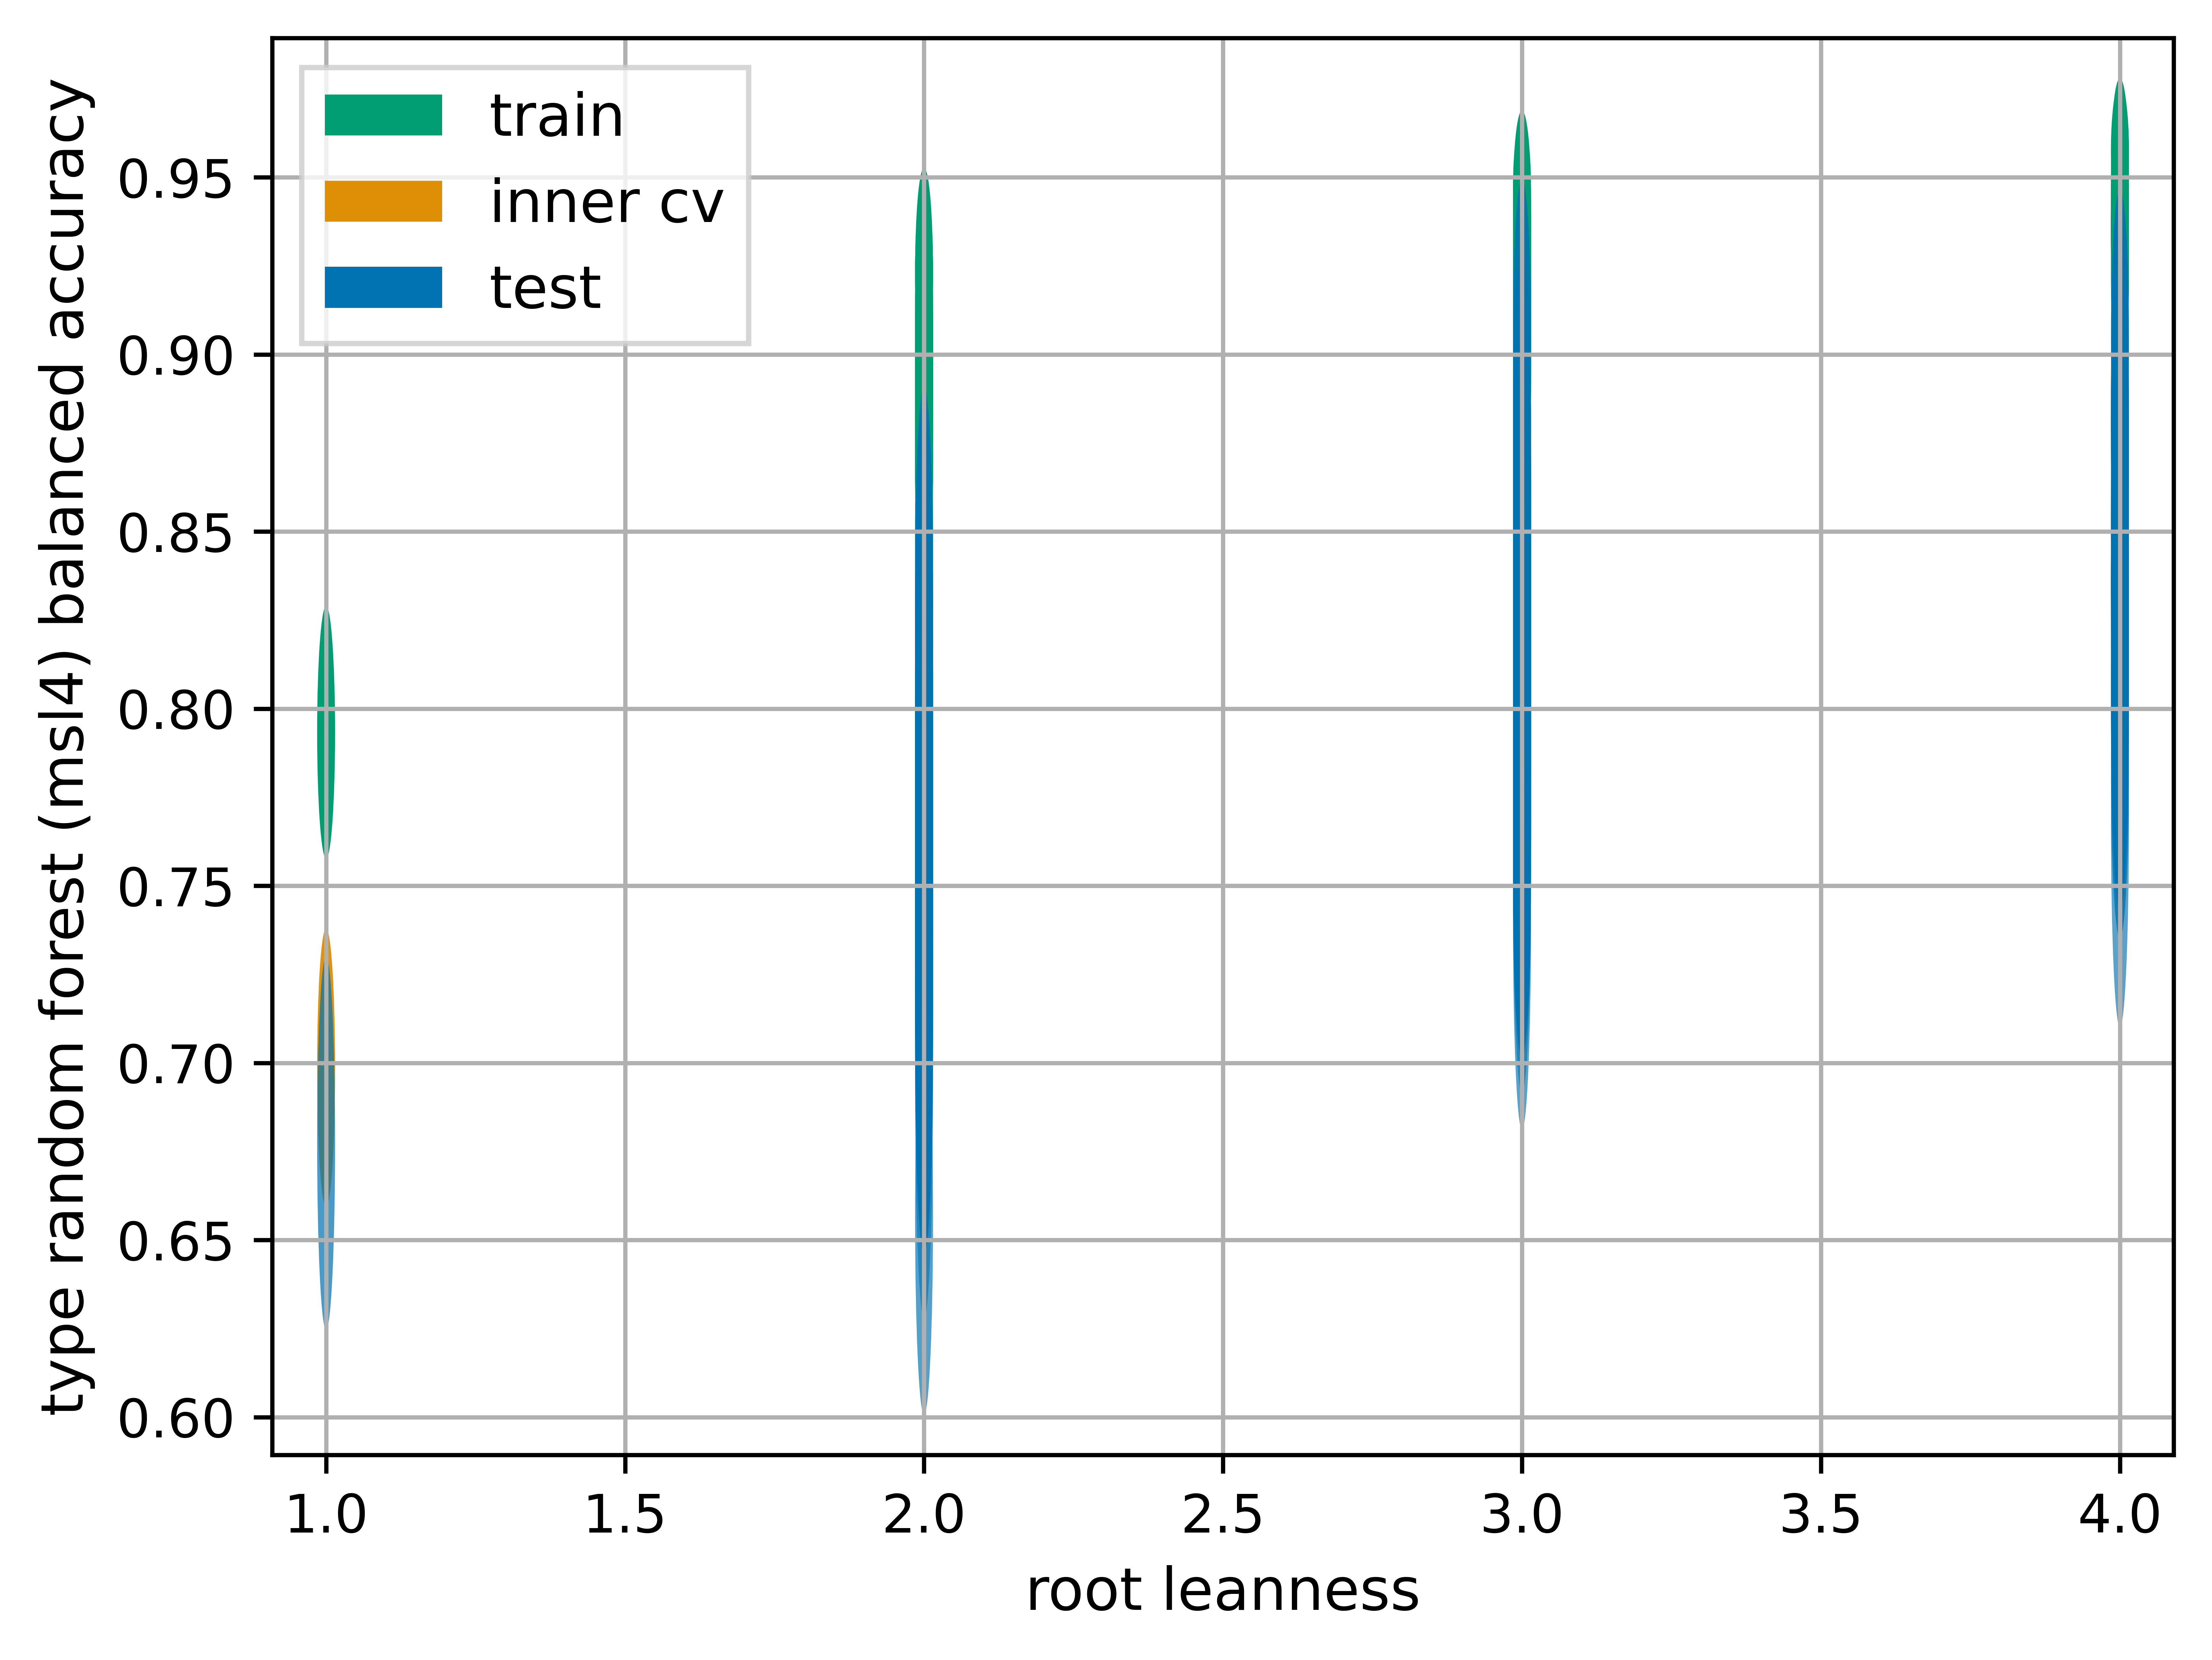 train
inner cv
test
type random forest (msl4) balanced accuracy
0.95
0.90
0.85
0.80
0.75
0.70
0.65
0.60
1.0 1.5 2.0 2.5 3.0 3.5 4.0
root leanness